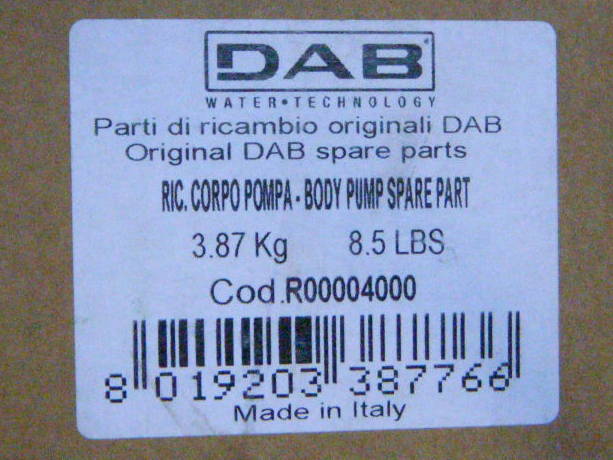 DAB
WATER•TECHNOLOGY
Parti di ricambio originali DAB
Original DAB spare parts
RIC. CORPO POMPA - BODY PUMP SPARE PART
3.87 Kg 8.5 LBS
Cod.R00004000
8 019203 387766
Made in Italy